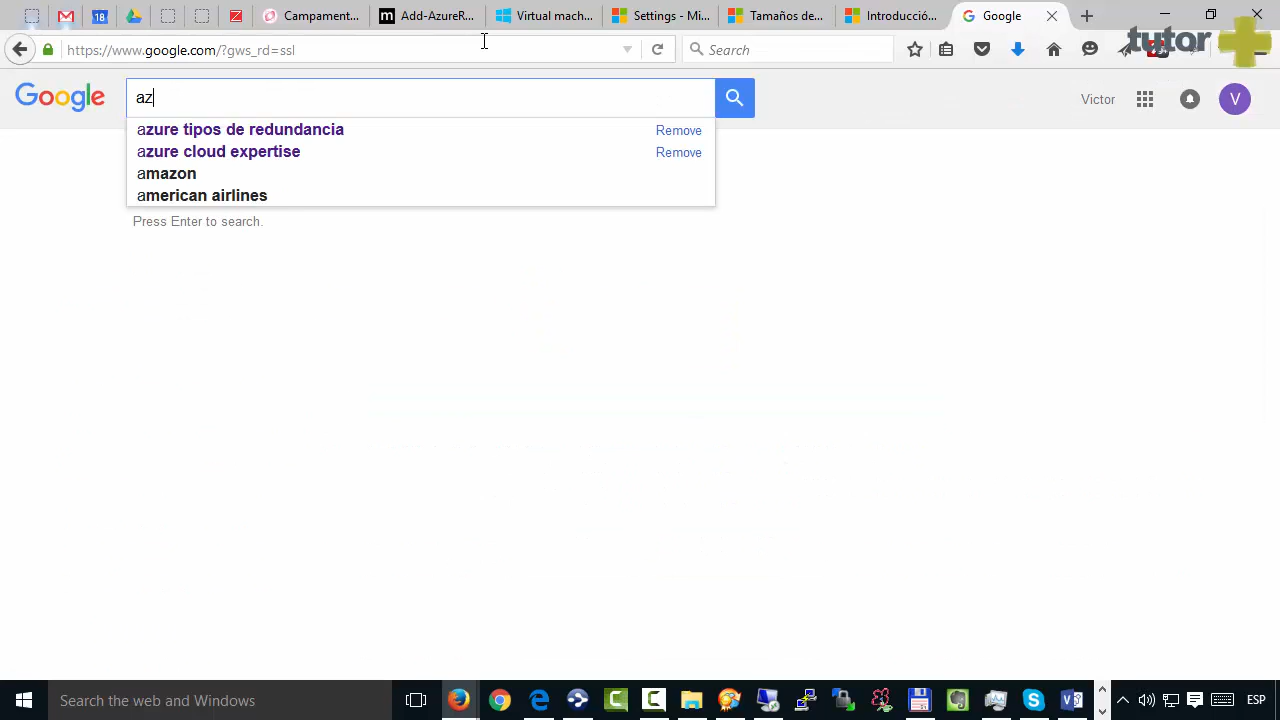 18
Campament...
m Add-AzureR...
Virtual mach...
Settings - Mi...
Tamaños de ...
Introducció...
Google
tutor
https://www.google.com/?gws_rd=ssl
Search
Google
az
Victor
V
azure tipos de redundancia Remove
azure cloud expertise Remove
amazon
american airlines
Press Enter to search.
Search the web and Windows
ESP